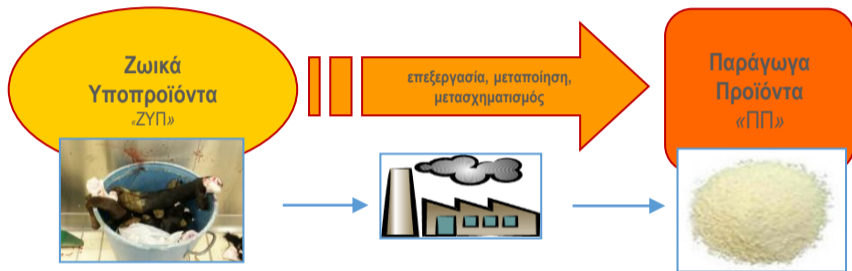 Ζωικά
Υποπροϊόντα
«ΖΥΠ»
επεξεργασία, μεταποίηση,
μετασχηματισμός
Παράγωγα
Προϊόντα
«ΠΠ»